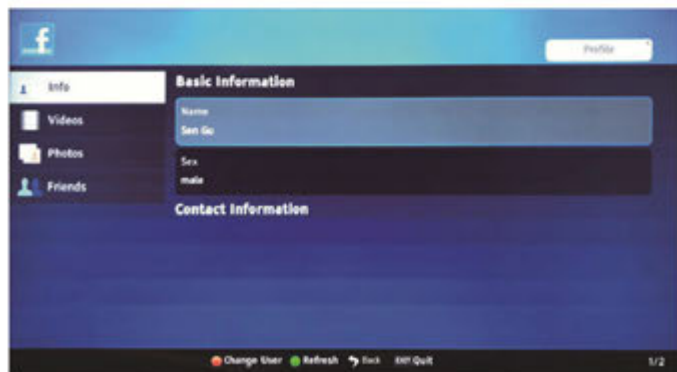 f
Profile
Info
Videos
Photos
Friends
Basic Information
Name
Sen Gu
Sex
male
Contact Information
Change User Refresh Back EXIT Quit
1/2